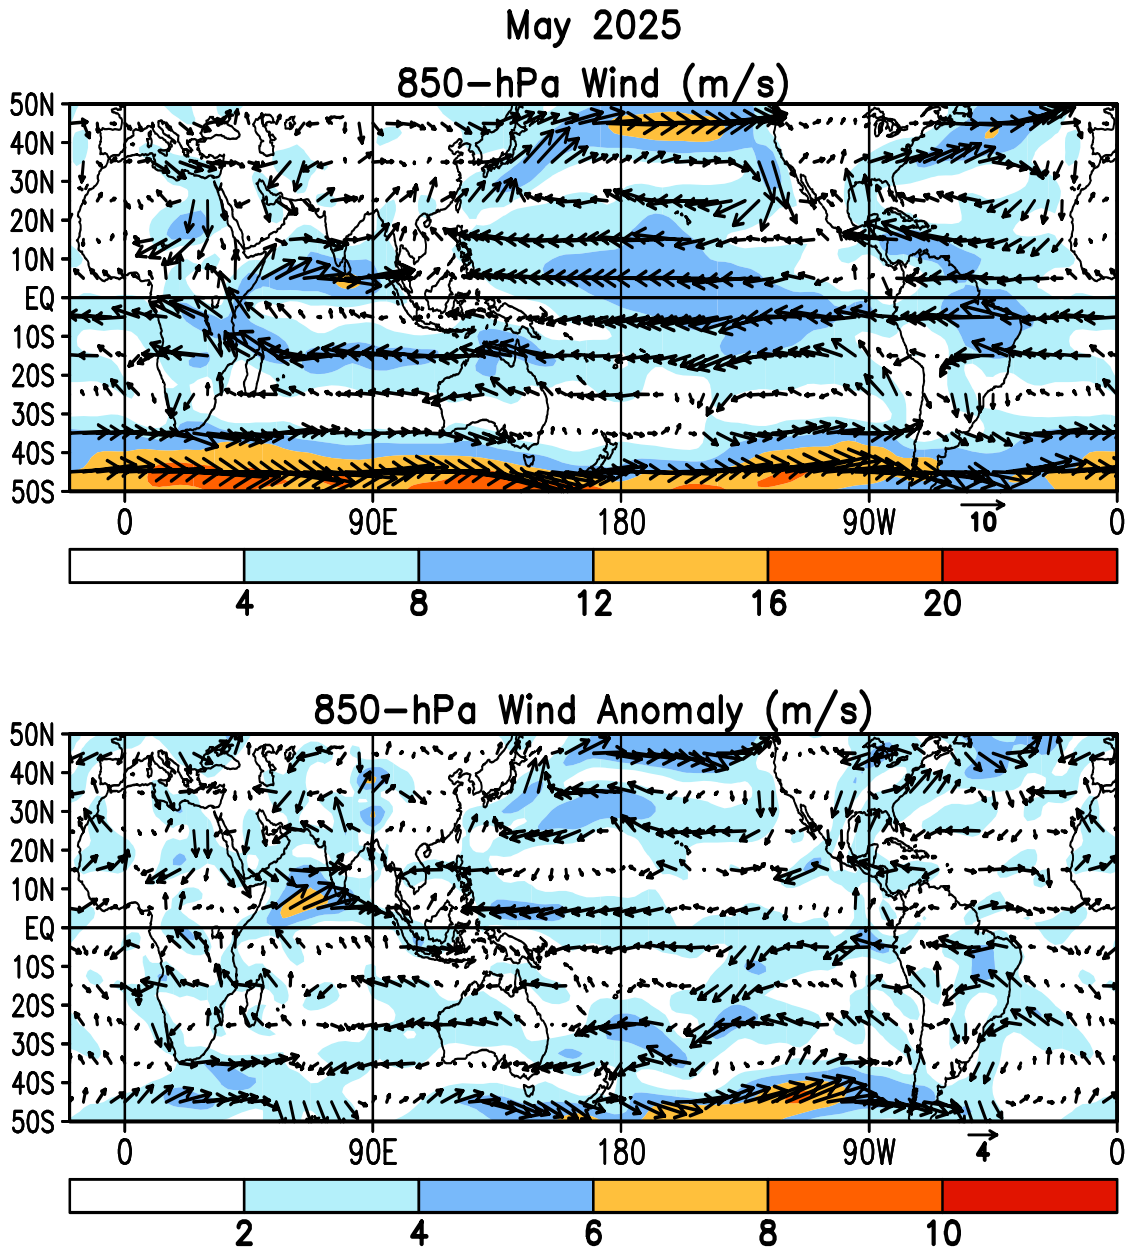 May 2025
850-hPa Wind (m/s)
50N
40N
30N
20N
10N
EQ
10S
20S
30S
40S
50S
0 90E 180 90W 0
10
4 8 12 16 20
850-hPa Wind Anomaly (m/s)
50N
40N
30N
20N
10N
EQ
10S
20S
30S
40S
50S
0 90E 180 90W 0
4
2 4 6 8 10